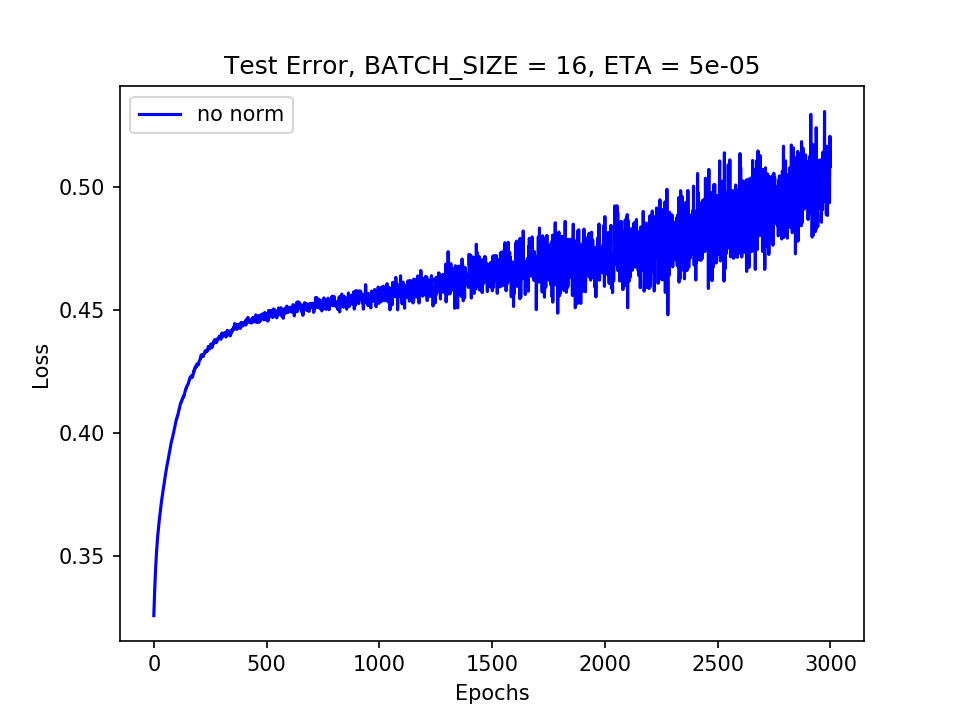 Test Error, BATCH_SIZE = 16, ETA = 5e-05
no norm
0.50
0.45
0.40
0.35
Loss
0 500 1000 1500 2000 2500 3000
Epochs